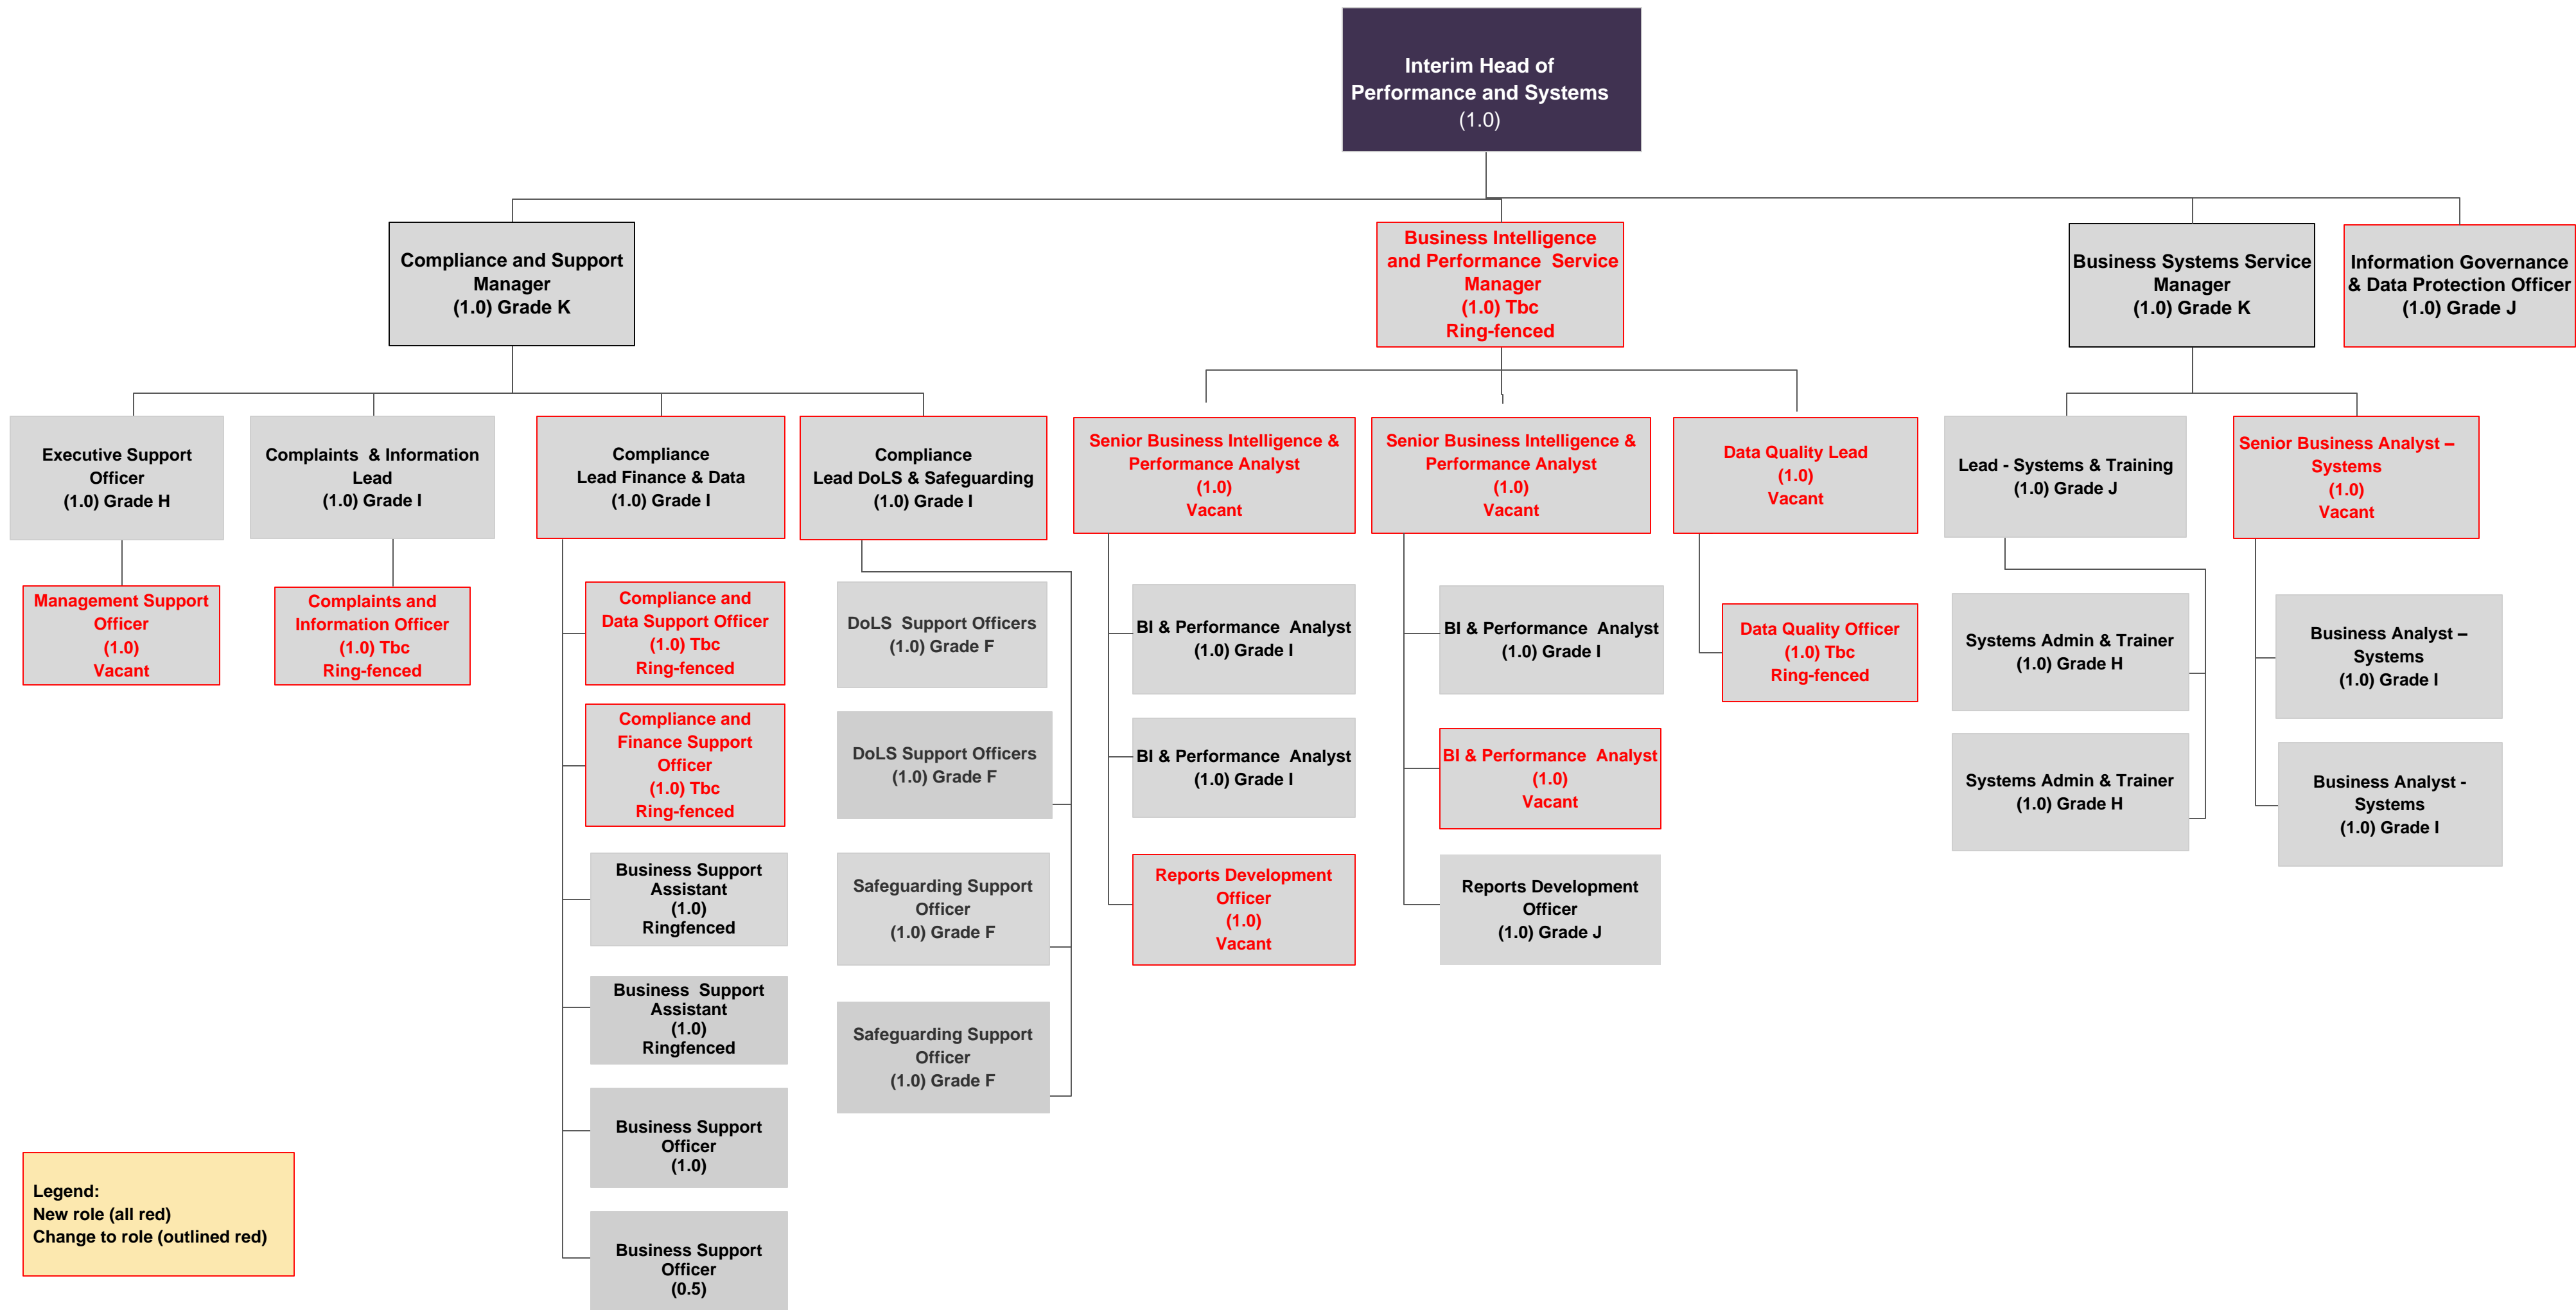 Interim Head of
Performance and Systems
(1.0)
Compliance and Support
Manager
(1.0) Grade K
Business Intelligence
and Performance  Service
Manager
(1.0) Tbc
Ring-fenced
Business Systems Service
Manager
(1.0) Grade K
Information Governance
& Data Protection Officer
(1.0) Grade J
Executive Support
Officer
(1.0) Grade H
Complaints  & Information
Lead
(1.0) Grade I
Compliance
Lead Finance & Data
(1.0) Grade I
Compliance
Lead DoLS & Safeguarding
(1.0) Grade I
Senior Business Intelligence &
Performance Analyst
(1.0)
Vacant
Senior Business Intelligence &
Performance Analyst
(1.0)
Vacant
Data Quality Lead
(1.0)
Vacant
Lead - Systems & Training
(1.0) Grade J
Senior Business Analyst –
Systems
(1.0)
Vacant
Management Support
Officer
(1.0)
Vacant
Complaints and
Information Officer
(1.0) Tbc
Ring-fenced
Compliance and
Data Support Officer
(1.0) Tbc
Ring-fenced
Compliance and
Finance Support
Officer
(1.0) Tbc
Ring-fenced
Business Support
Assistant
(1.0)
Ringfenced
Business  Support
Assistant
(1.0)
Ringfenced
Business Support
Officer
(1.0)
Business Support
Officer
(0.5)
DoLS  Support Officers
(1.0) Grade F
DoLS Support Officers
(1.0) Grade F
Safeguarding Support
Officer
(1.0) Grade F
Safeguarding Support
Officer
(1.0) Grade F
BI & Performance  Analyst
(1.0) Grade I
BI & Performance  Analyst
(1.0) Grade I
Reports Development
Officer
(1.0)
Vacant
BI & Performance  Analyst
(1.0) Grade I
BI & Performance  Analyst
(1.0)
Vacant
Reports Development
Officer
(1.0) Grade J
Data Quality Officer
(1.0) Tbc
Ring-fenced
Systems Admin & Trainer
(1.0) Grade H
Systems Admin & Trainer
(1.0) Grade H
Business Analyst –
Systems
(1.0) Grade I
Business Analyst -
Systems
(1.0) Grade I
Legend:
New role (all red)
Change to role (outlined red)